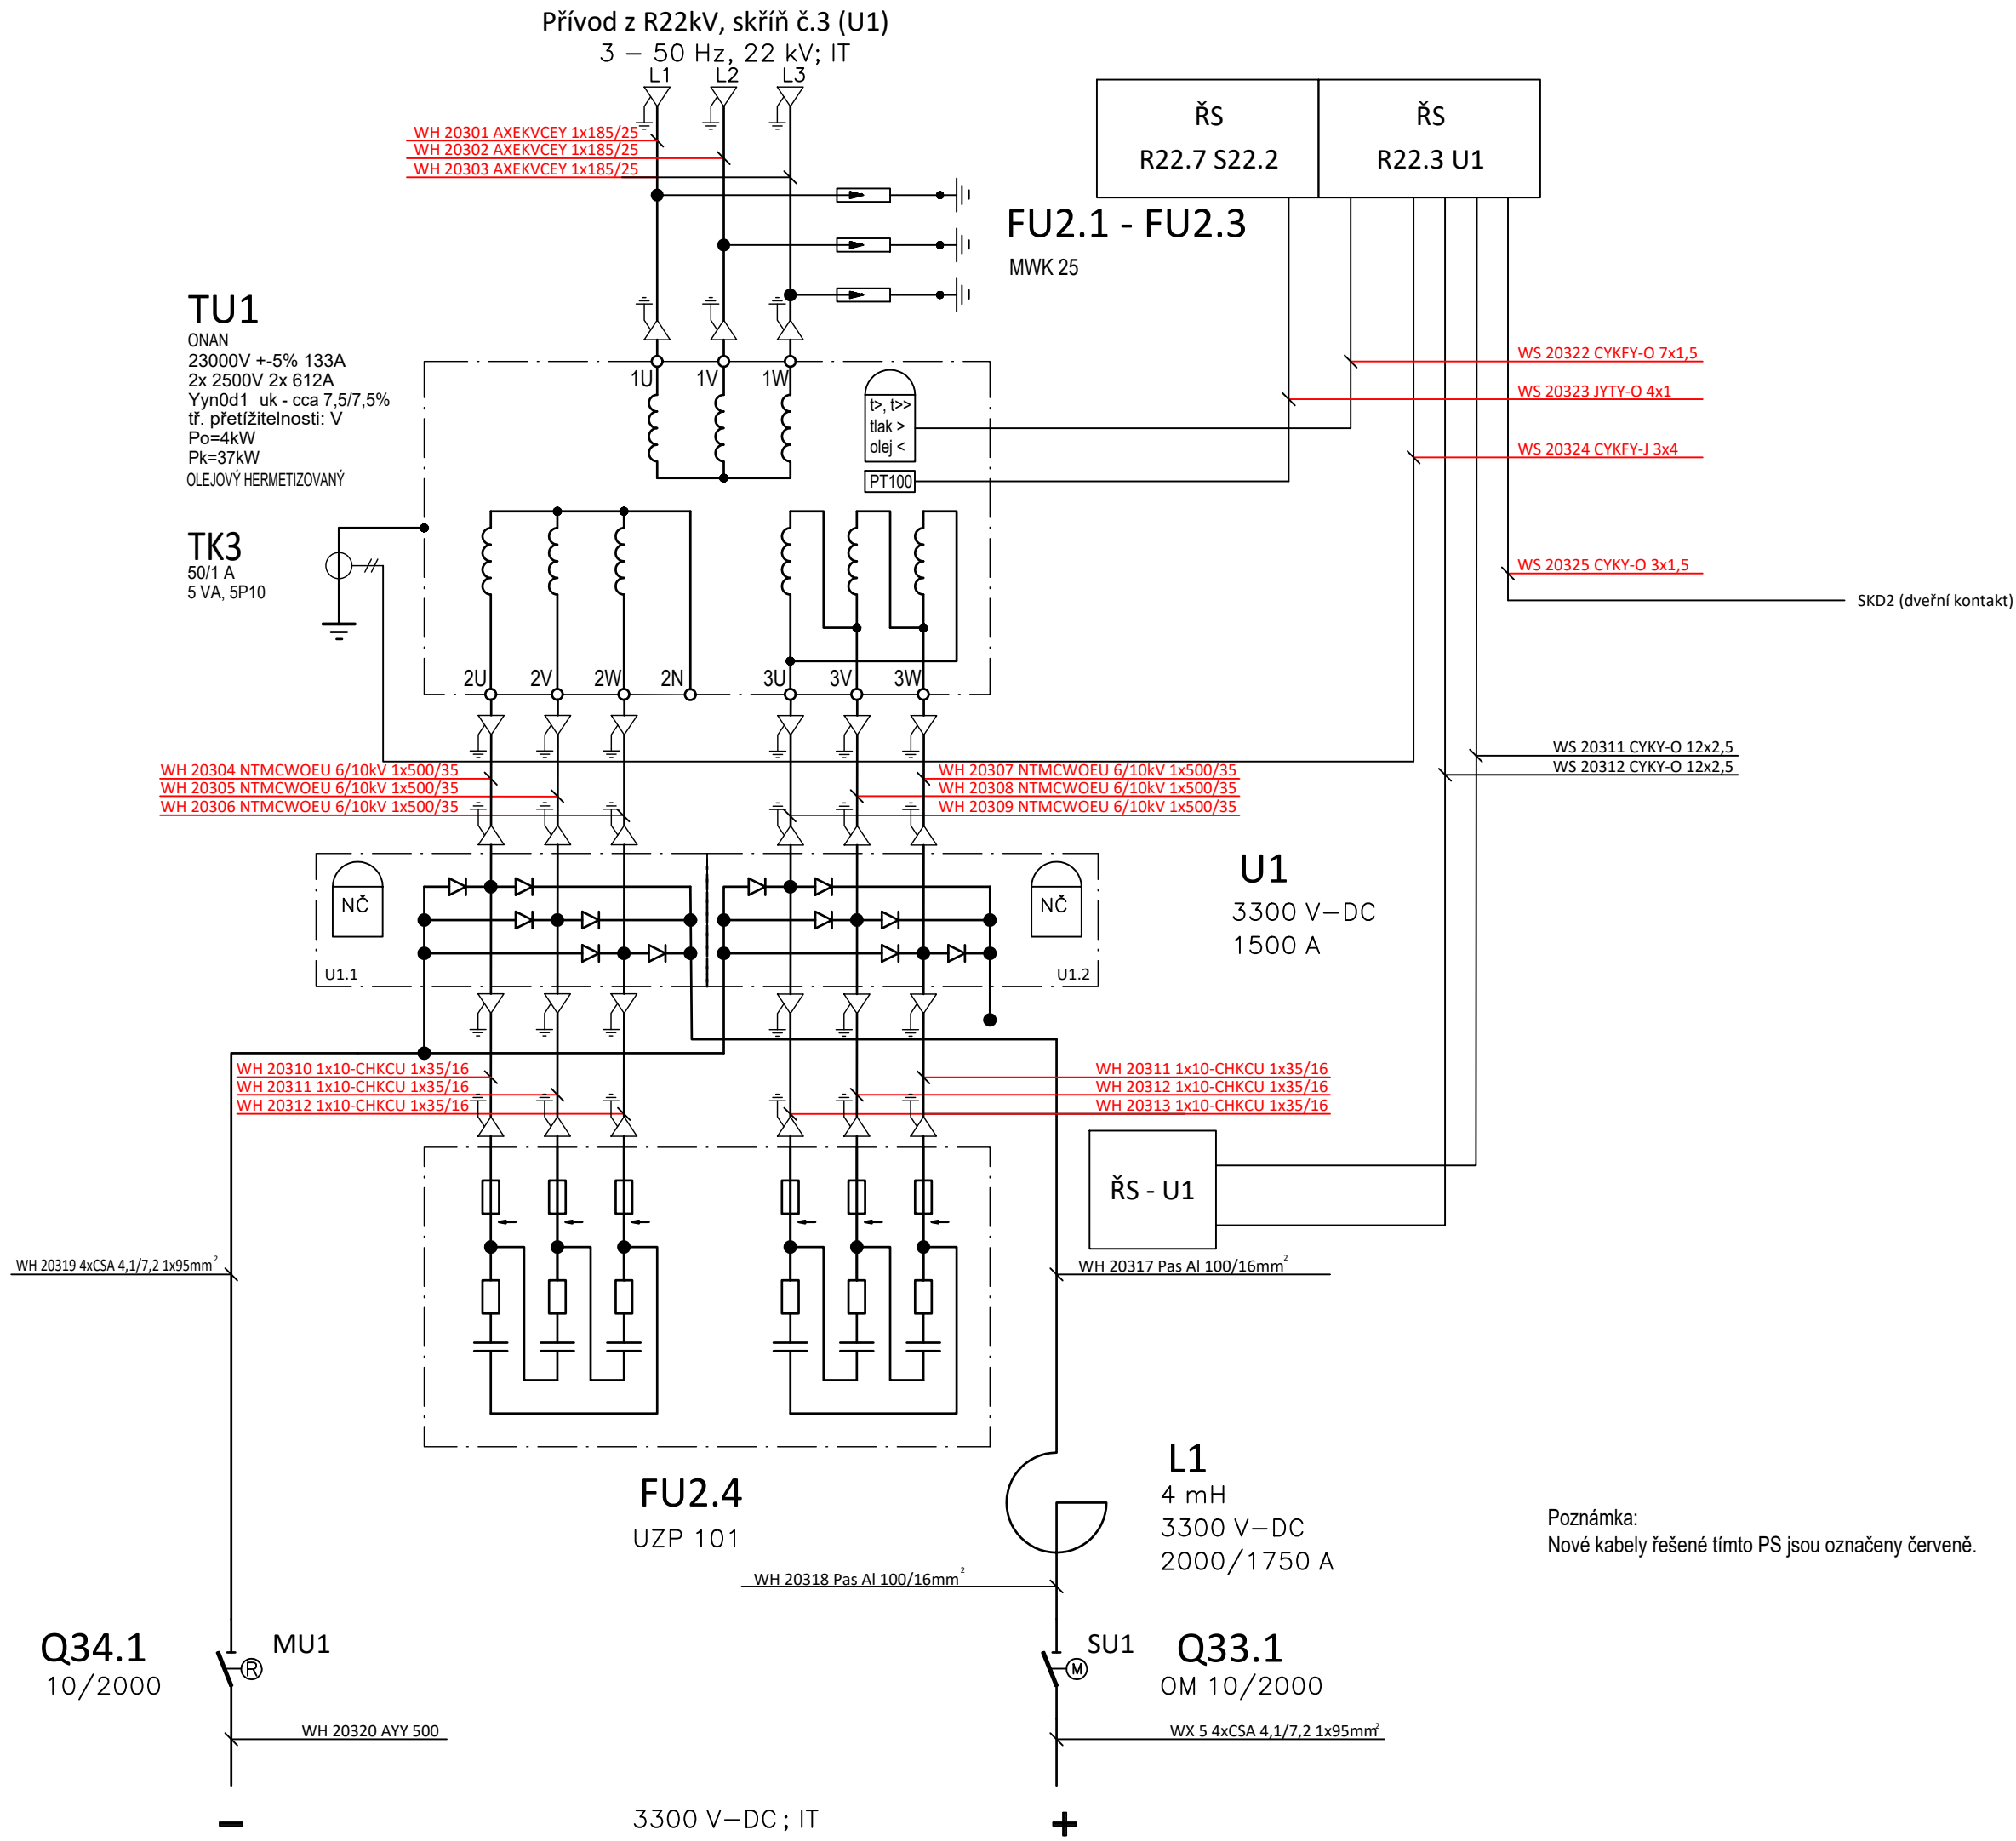 Přívod z R22kV, skříň č.3 (U1)
3 – 50 Hz, 22 kV; IT
L1
L2
L3
WH 20301 AXEKVCEY 1x185/25
WH 20302 AXEKVCEY 1x185/25
WH 20303 AXEKVCEY 1x185/25
ŘS
R22.7 S22.2
ŘS
R22.3 U1
FU2.1 - FU2.3
MWK 25
TU1
ONAN
23000V +-5% 133A
2x 2500V 2x 612A
Yyn0d1 uk - cca 7,5/7,5%
tř. přetížitelnosti: V
Po=4kW
Pk=37kW
OLEJOVÝ HERMETIZOVANÝ
1U
1V
1W
t>, t>>
tlak >
olej <
PT100
WS 20322 CYKFY-O 7x1,5
WS 20323 JYTY-O 4x1
WS 20324 CYKFY-J 3x4
WS 20325 CYKY-O 3x1,5
SKD2 (dveřní kontakt)
TK3
50/1 A
5 VA, 5P10
2U
2V
2W
2N
3U
3V
3W
WS 20311 CYKY-O 12x2,5
WS 20312 CYKY-O 12x2,5
WH 20304 NTMCWOEU 6/10kV 1x500/35
WH 20305 NTMCWOEU 6/10kV 1x500/35
WH 20306 NTMCWOEU 6/10kV 1x500/35
WH 20307 NTMCWOEU 6/10kV 1x500/35
WH 20308 NTMCWOEU 6/10kV 1x500/35
WH 20309 NTMCWOEU 6/10kV 1x500/35
NČ
U1.1
NČ
U1.2
U1
3300 V–DC
1500 A
WH 20310 1x10-CHKCU 1x35/16
WH 20311 1x10-CHKCU 1x35/16
WH 20312 1x10-CHKCU 1x35/16
WH 20311 1x10-CHKCU 1x35/16
WH 20312 1x10-CHKCU 1x35/16
WH 20313 1x10-CHKCU 1x35/16
ŘS - U1
WH 20319 4xCSA 4,1/7,2 1x95mm²
WH 20317 Pas Al 100/16mm²
FU2.4
UZP 101
L1
4 mH
3300 V–DC
2000/1750 A
WH 20318 Pas Al 100/16mm²
Poznámka:
Nové kabely řešené tímto PS jsou označeny červeně.
Q34.1
10/2000
MU1
R
SU1
M
Q33.1
OM 10/2000
WH 20320 AYY 500
WX 5 4xCSA 4,1/7,2 1x95mm²
–
3300 V–DC; IT
+